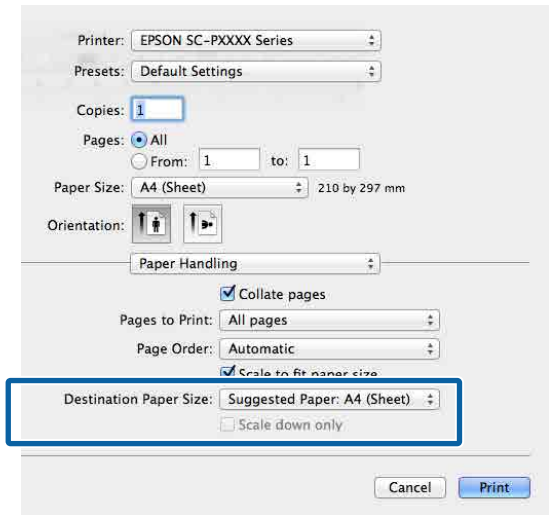 Printer: EPSON SC-PXXXX Series
Presets: Default Settings
Copies: 1
Pages: All
From: 1 to: 1
Paper Size: A4 (Sheet) 210 by 297 mm
Orientation:
Paper Handling
Collate pages
Pages to Print: All pages
Page Order: Automatic
Scale to fit paper size
Destination Paper Size: Suggested Paper: A4 (Sheet)
Scale down only
Cancel Print